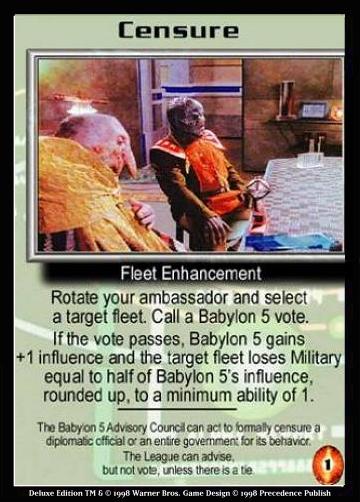 Censure
Fleet Enhancement
Rotate your ambassador and select
a target fleet. Call a Babylon 5 vote.
If the vote passes, Babylon 5 gains
+1 influence and the target fleet loses Military
equal to half of Babylon 5's influence,
rounded up, to a minimum ability of 1.
The Babylon 5 Advisory Council can act to formally censure a
diplomatic official or an entire government for its behavior.
The League can advise,
but not vote, unless there is a tie.
1
Deluxe Edition TM & © 1998 Warner Bros. Game Design © 1998 Precedence Publish